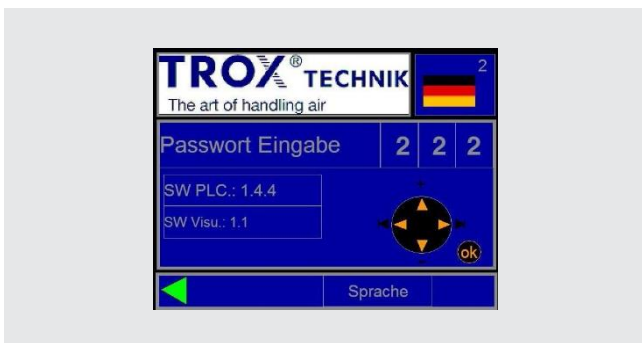 TROX® TECHNIK
The art of handling air
2
Passwort Eingabe 2 2 2
SW PLC.: 1.4.4
SW Visu.: 1.1
ok
Sprache